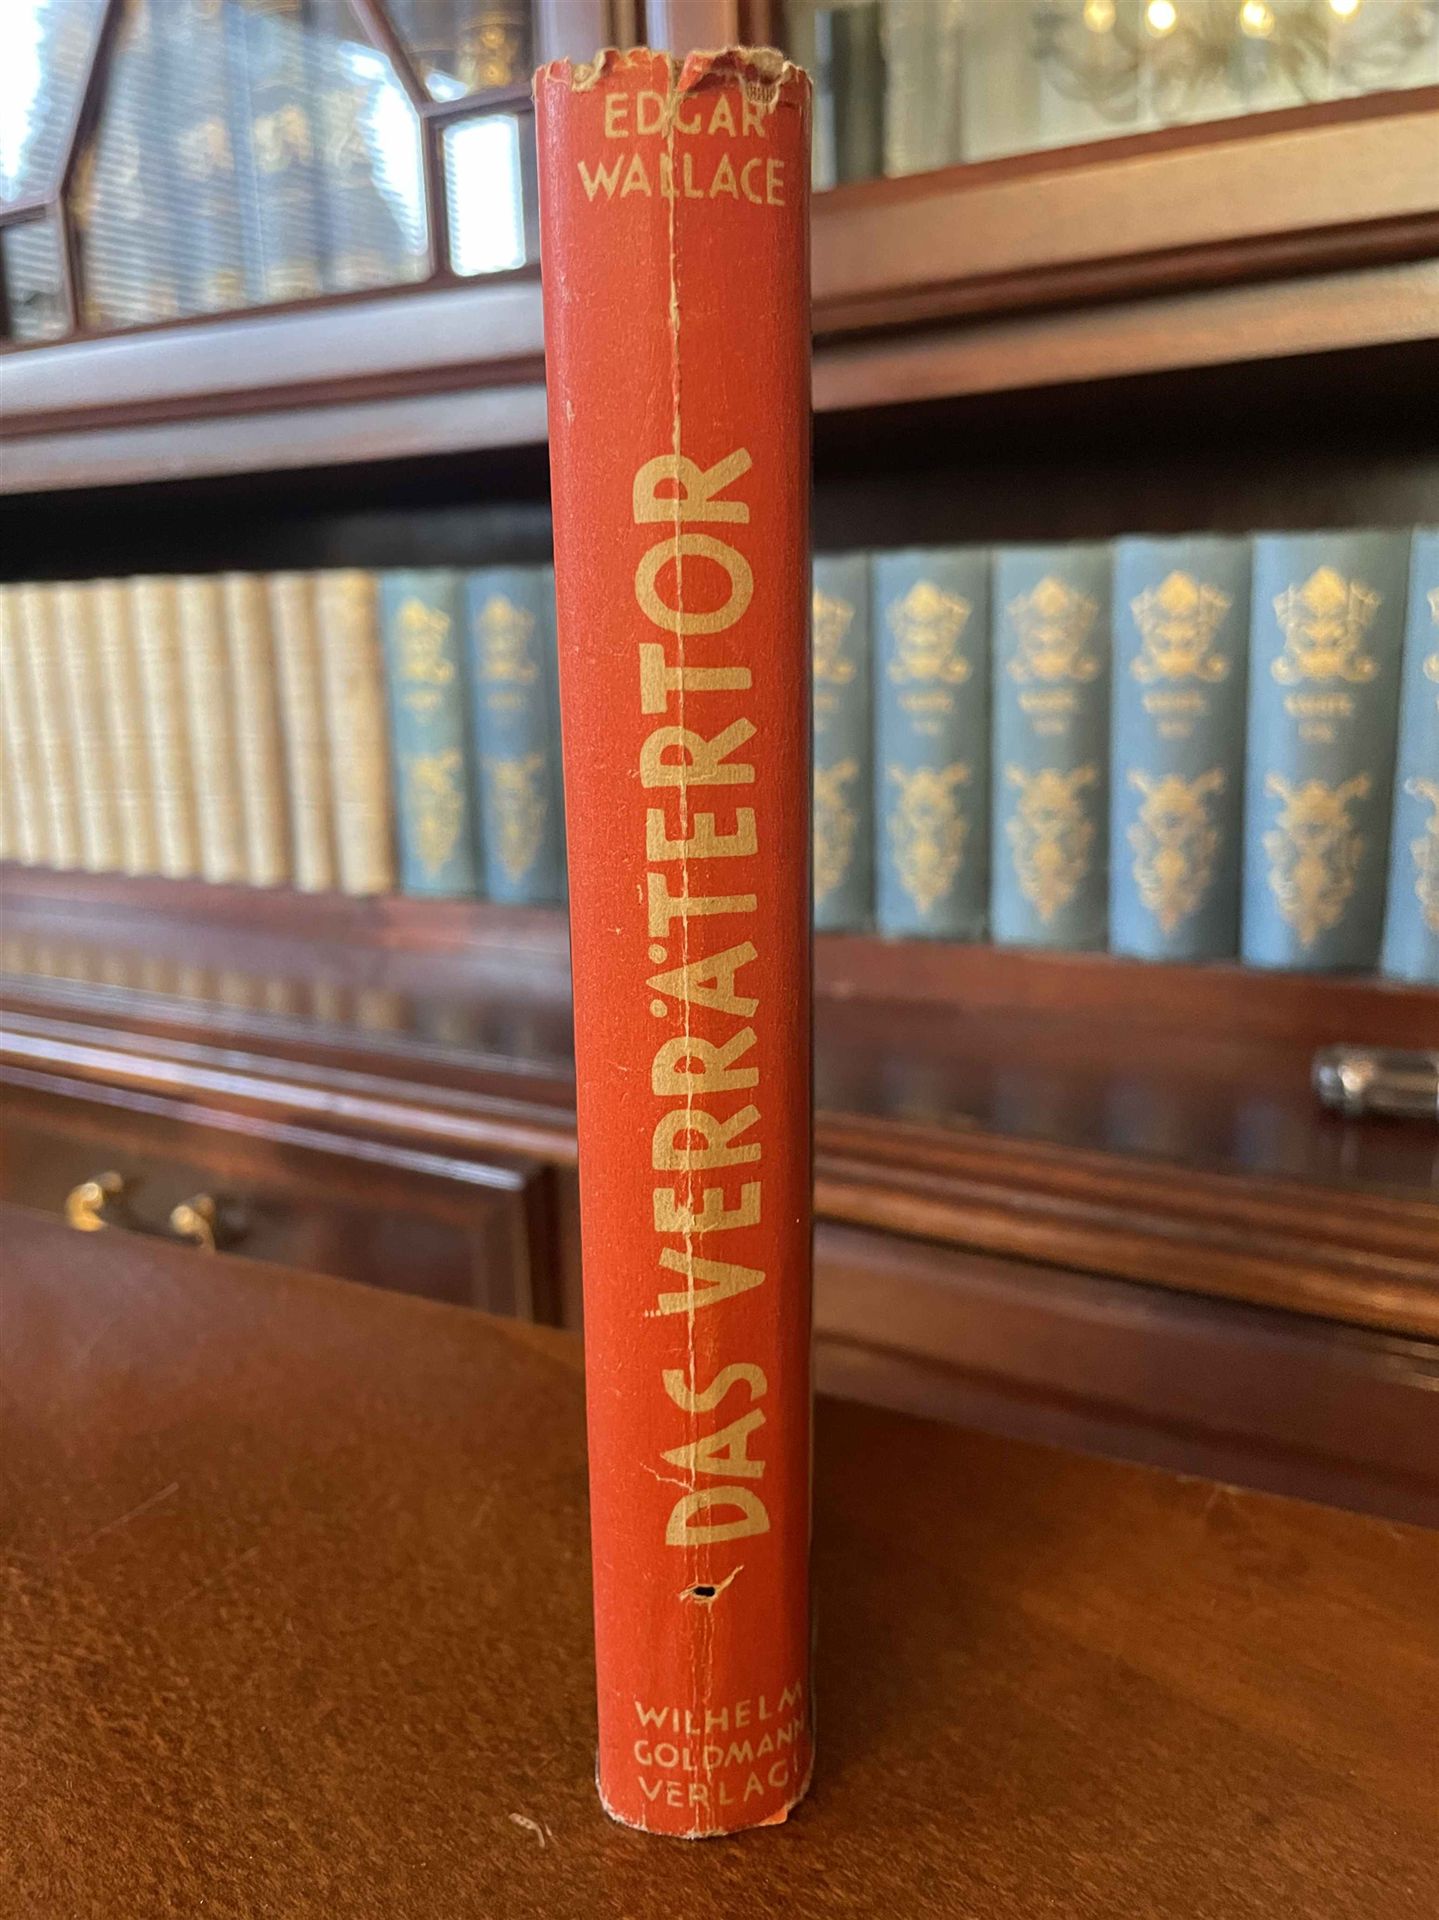 EDGAR
WALLACE
DAS VERRÄTERTOR
WILHELM
GOLDMANN
VERLAG